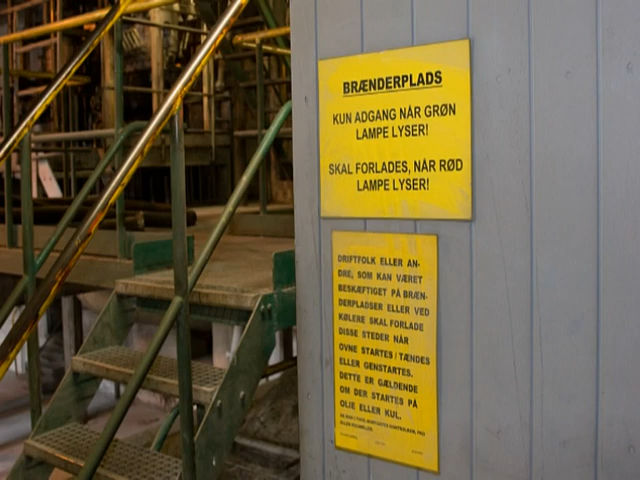 BRÆNDERPLADS
KUN ADGANG NÅR GRØN
LAMPE LYSER!
SKAL FORLADES, NÅR RØD
LAMPE LYSER!
DRIFTFOLK ELLER AN-
DRE, SOM KAN VÆRET
BESKÆFTIGET PÅ BRÆN-
DERPLADSER ELLER VED
KØLERE SKAL FORLADE
DISSE STEDER NÅR
OVNE STARTES / TÆNDES
ELLER GENSTARTES.
DETTE ER GÆLDENDE
OM DER STARTES PÅ
OLIE ELLER KUL.